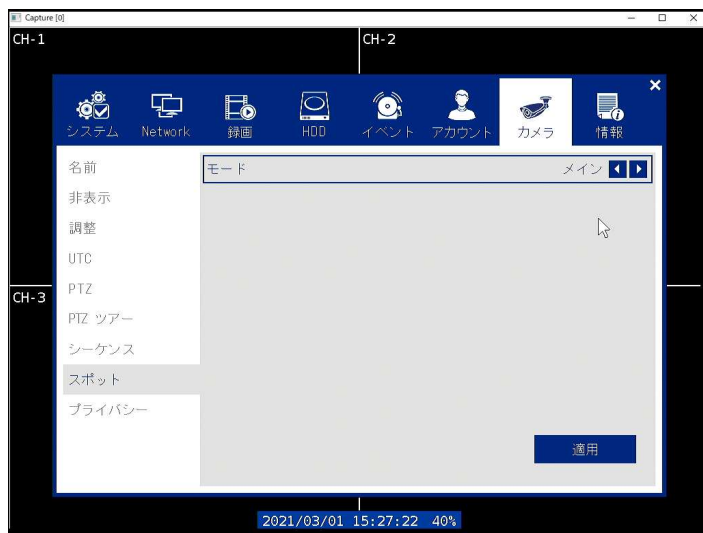 Capture [0]
CH-1
CH-2
システム Network 録画 HDD イベント アカウント カメラ 情報
名前
モード メイン
非表示
調整
UTC
PTZ
CH-3
PTZ ツアー
シーケンス
スポット
プライバシー
適用
2021/03/01 15:27:22 40%